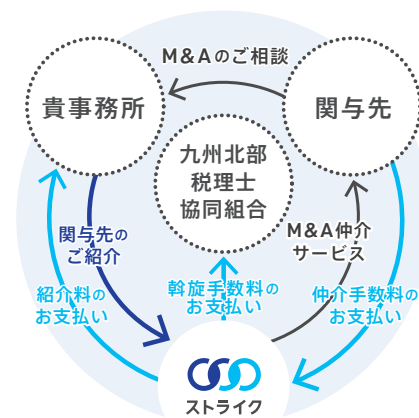 M&Aのご相談
貴事務所
関与先
九州北部
税理士
協同組合
関与先の
ご紹介
M&A仲介
サービス
紹介料の
お支払い
斡旋手数料の
お支払い
仲介手数料の
お支払い
ストライク